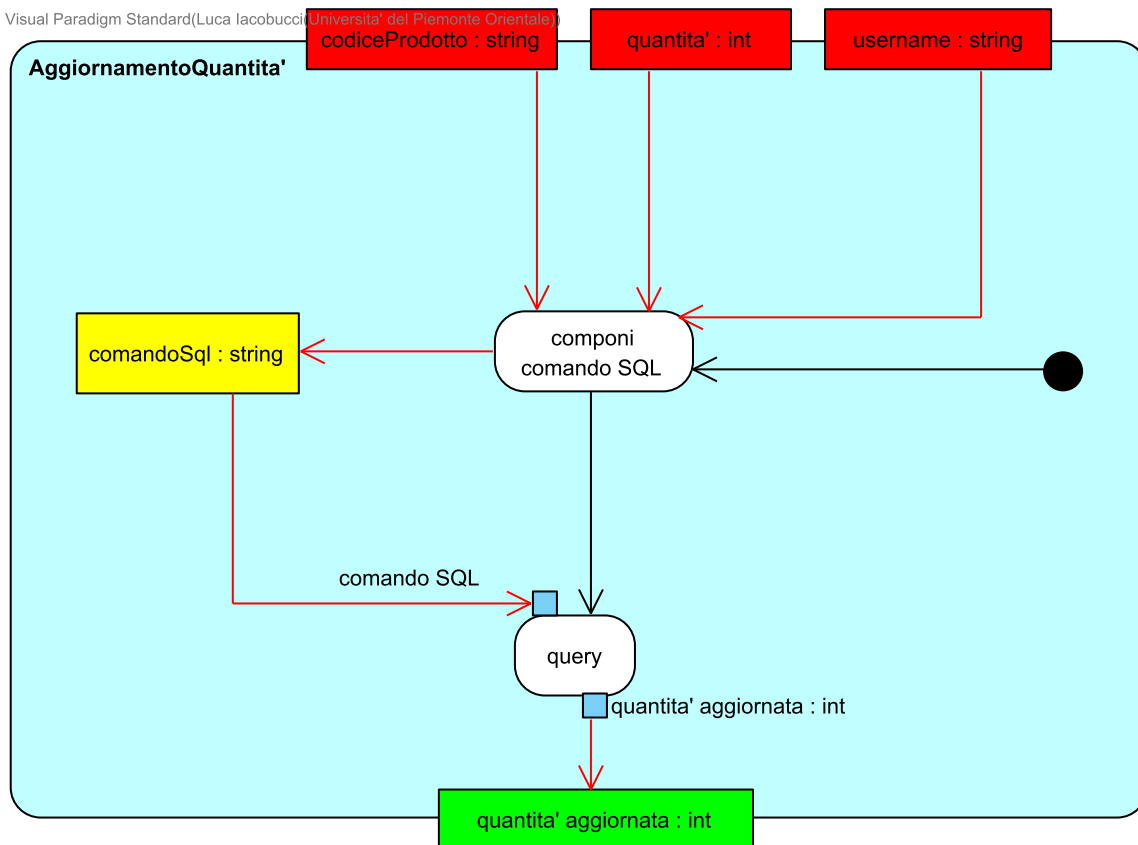 Visual Paradigm Standard(Luca Iacobucci(Universita' del Piemonte Orientale))
codiceProdotto : string
quantita' : int
username : string
AggiornamentoQuantita'
componi
comando SQL
comandoSql : string
comando SQL
query
quantita' aggiornata : int
quantita' aggiornata : int